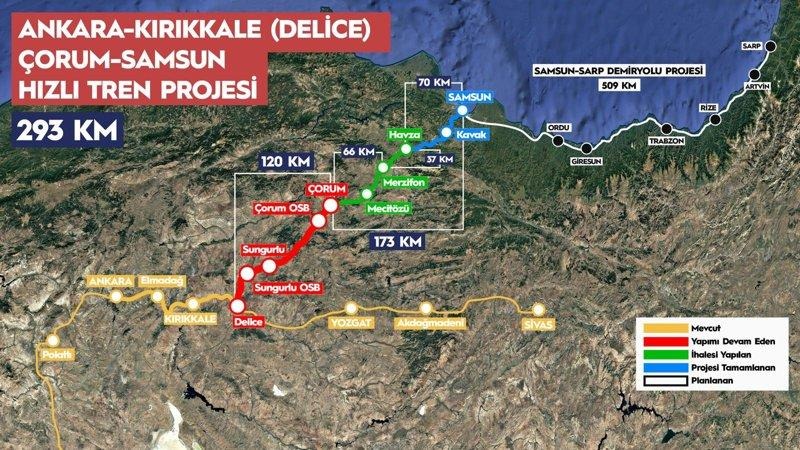 ANKARA-KIRIKKALE (DELİCE)
ÇORUM-SAMSUN
HIZLI TREN PROJESİ
293 KM
SAMSUN-SARP DEMİRYOLU PROJESİ
509 KM
SARP
ARTVİN
RİZE
TRABZON
GİRESUN
ORDU
70 KM
SAMSUN
Kavak
Havza
37 KM
66 KM
Merzifon
Mecitözü
120 KM
ÇORUM
Çorum OSB
173 KM
Sungurlu
Sungurlu OSB
ANKARA
Elmadağ
KIRIKKALE
Delice
YOZGAT
Akdağmadeni
SİVAS
Polatlı
Mevcut
Yapımı Devam Eden
İhalesi Yapılan
Projesi Tamamlanan
Planlanan